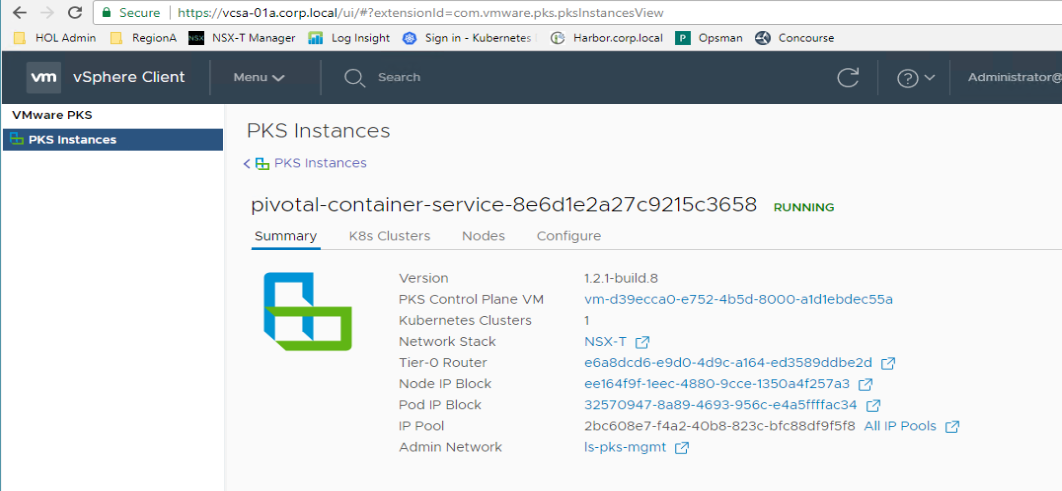 Secure | https://vcsa-01a.corp.local/ui/#?extensionId=com.vmware.pks.pksInstancesView
HOL Admin RegionA NSX NSX-T Manager Log Insight Sign in - Kubernetes Harbor.corp.local P Opsman Concourse
vm vSphere Client Menu Search ? Administrator@
VMware PKS
PKS Instances
PKS Instances
PKS Instances
pivotal-container-service-8e6d1e2a27c9215c3658 RUNNING
Summary K8s Clusters Nodes Configure
Version 1.2.1-build.8
PKS Control Plane VM vm-d39ecca0-e752-4b5d-8000-a1d1ebdec55a
Kubernetes Clusters 1
Network Stack NSX-T
Tier-0 Router e6a8dcd6-e9d0-4d9c-a164-ed3589ddbe2d
Node IP Block ee164f9f-1eec-4880-9cce-1350a4f257a3
Pod IP Block 32570947-8a89-4693-956c-e4a5ffffac34
IP Pool 2bc608e7-f4a2-40b8-823c-bfc88df9f5f8 All IP Pools
Admin Network ls-pks-mgmt